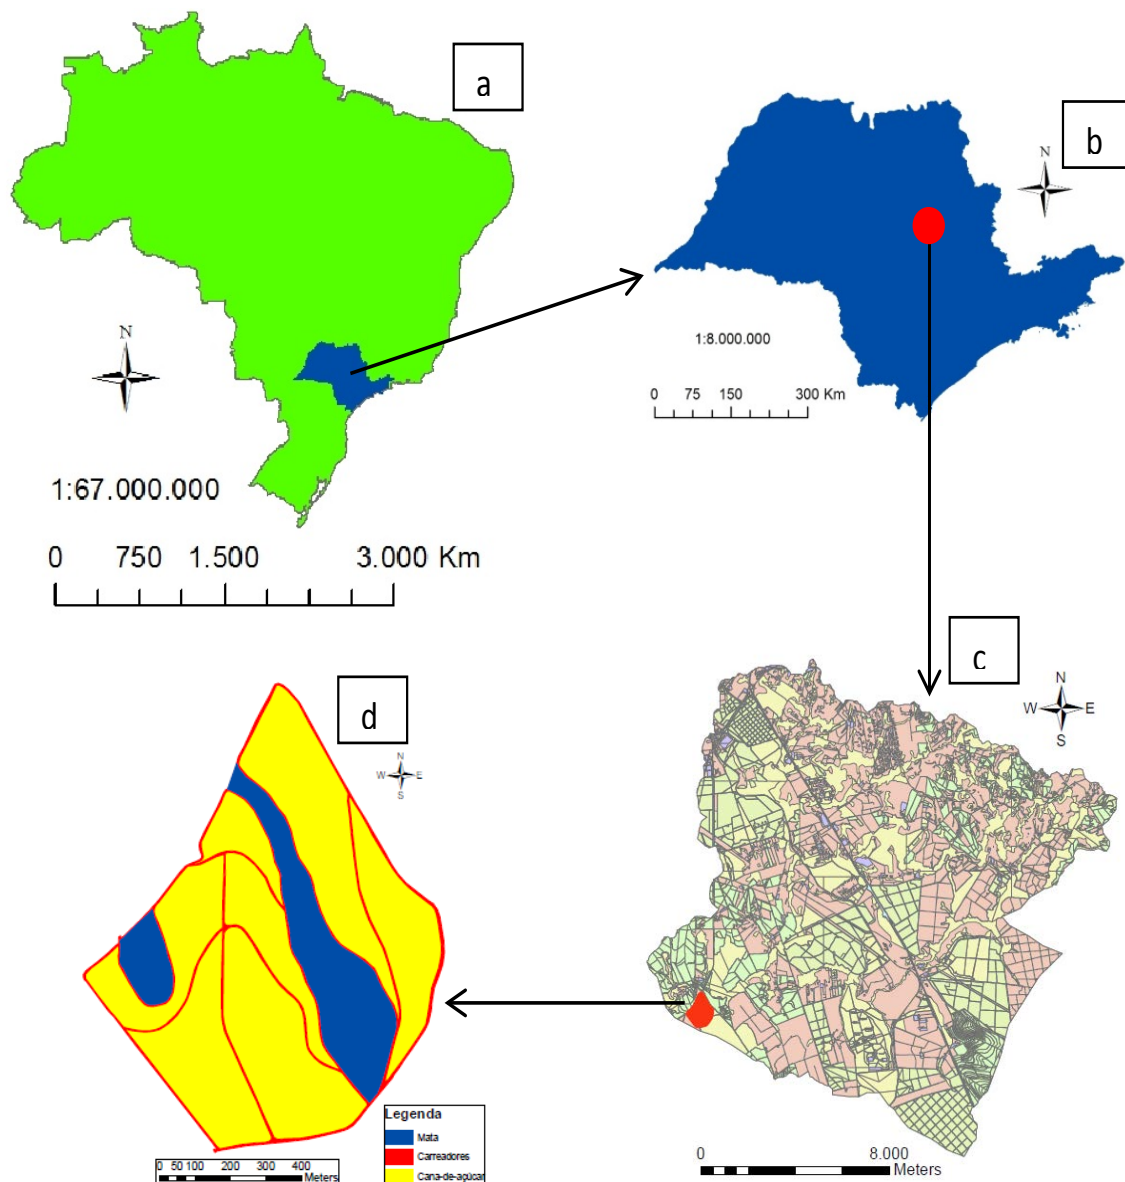 a
N
1:67.000.000
0 750 1.500 3.000 Km
b
N
1:8.000.000
0 75 150 300 Km
c
N
W E
S
0 8.000
Meters
d
N
W E
S
Legenda
Mata
Carreadores
Cana-de-açúcar
0 50 100 200 300 400
Meters